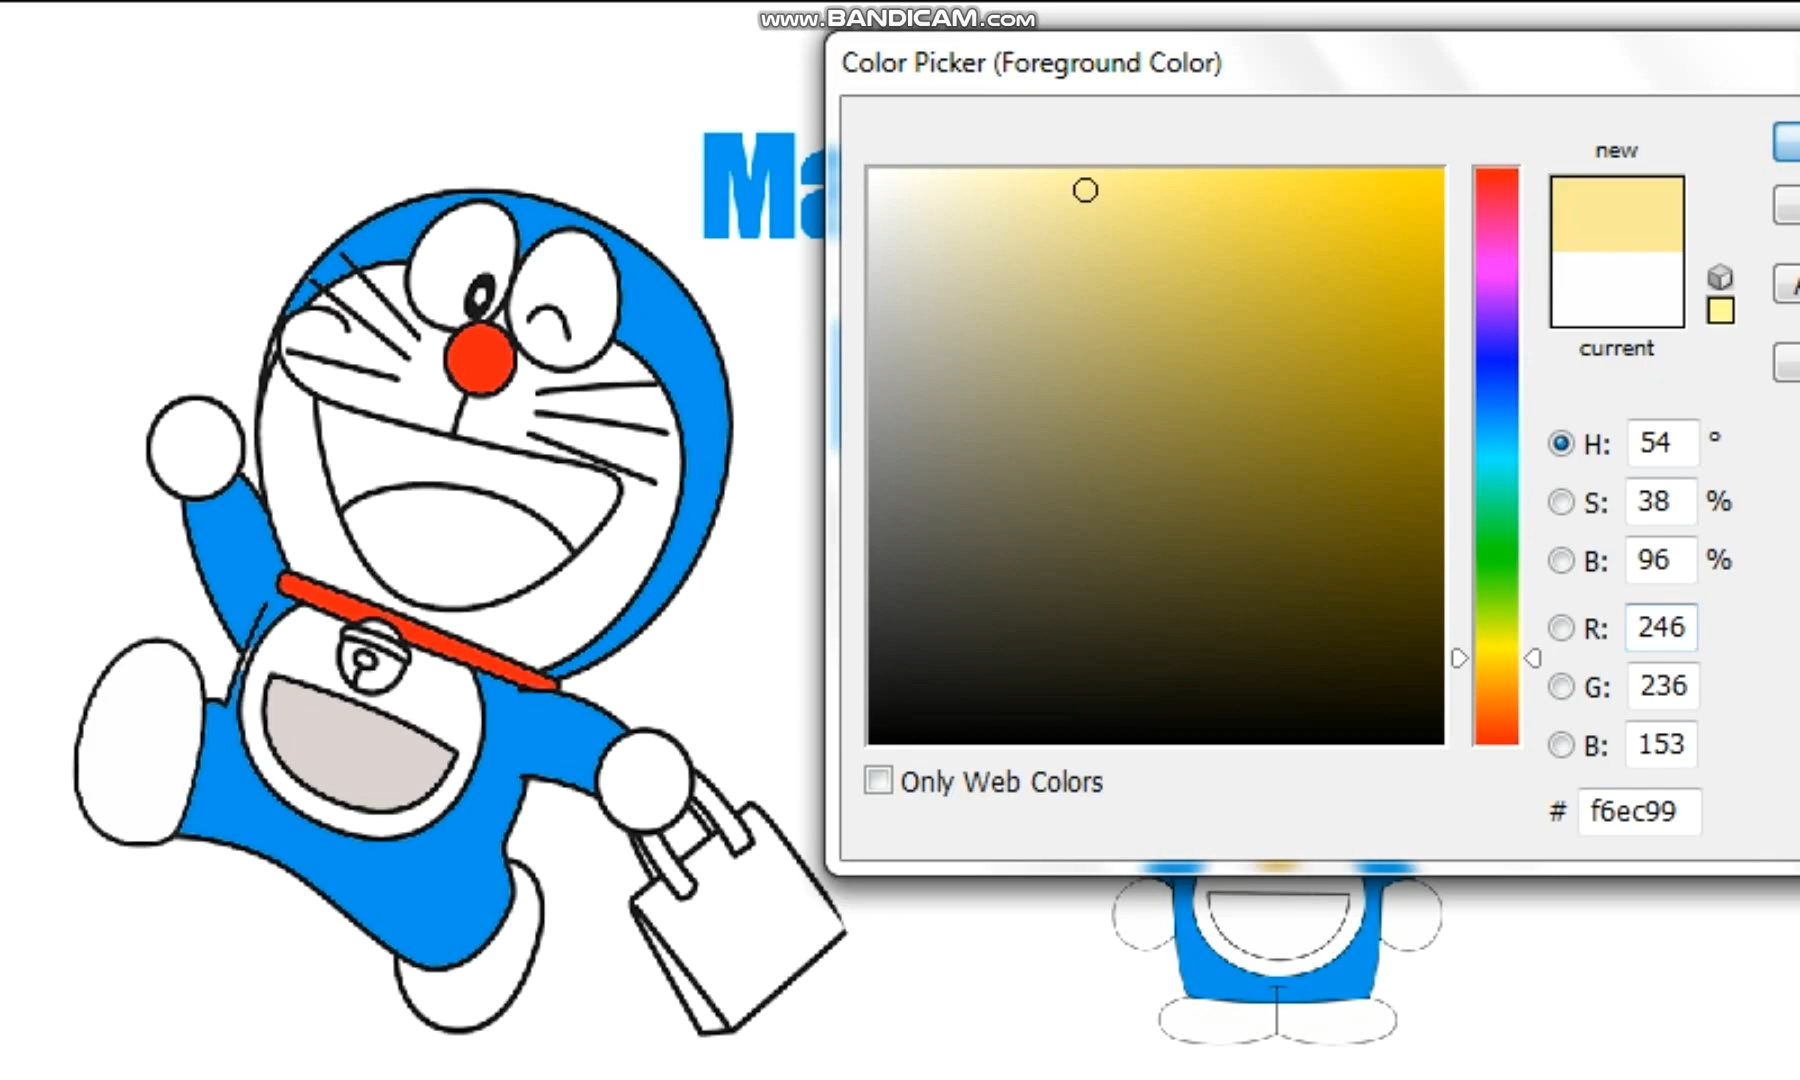 www.BANDICAM.com
Color Picker (Foreground Color)
Ma
new
current
H: 54 °
S: 38 %
B: 96 %
R: 246
G: 236
B: 153
Only Web Colors
# f6ec99